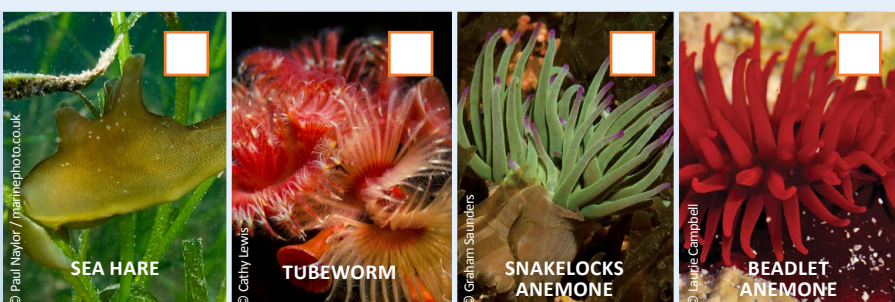 © Paul Naylor / marinephoto.co.uk
SEA HARE
© Cathy Lewis
TUBEWORM
© Graham Saunders
SNAKELOCKS
ANEMONE
© Laurie Campbell
BEADLET
ANEMONE